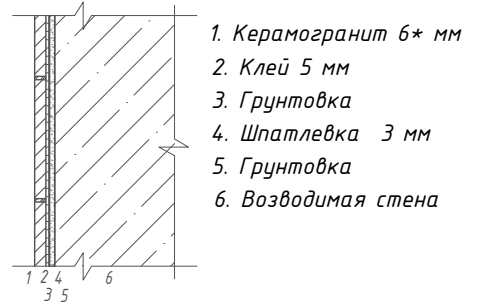 1. Керамогранит 6* мм
2. Клей 5 мм
3. Грунтовка
4. Шпатлевка 3 мм
5. Грунтовка
6. Возводимая стена
1 2 4 6
3 5